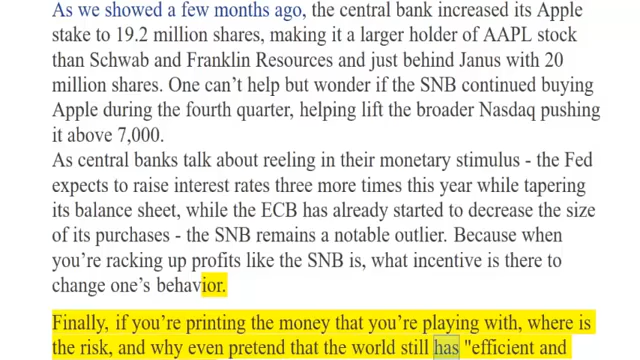 As we showed a few months ago, the central bank increased its Apple
stake to 19.2 million shares, making it a larger holder of AAPL stock
than Schwab and Franklin Resources and just behind Janus with 20
million shares. One can't help but wonder if the SNB continued buying
Apple during the fourth quarter, helping lift the broader Nasdaq pushing
it above 7,000.
As central banks talk about reeling in their monetary stimulus - the Fed
expects to raise interest rates three more times this year while tapering
its balance sheet, while the ECB has already started to decrease the size
of its purchases - the SNB remains a notable outlier. Because when
you're racking up profits like the SNB is, what incentive is there to
change one's behavior.
Finally, if you're printing the money that you're playing with, where is
the risk, and why even pretend that the world still has "efficient and